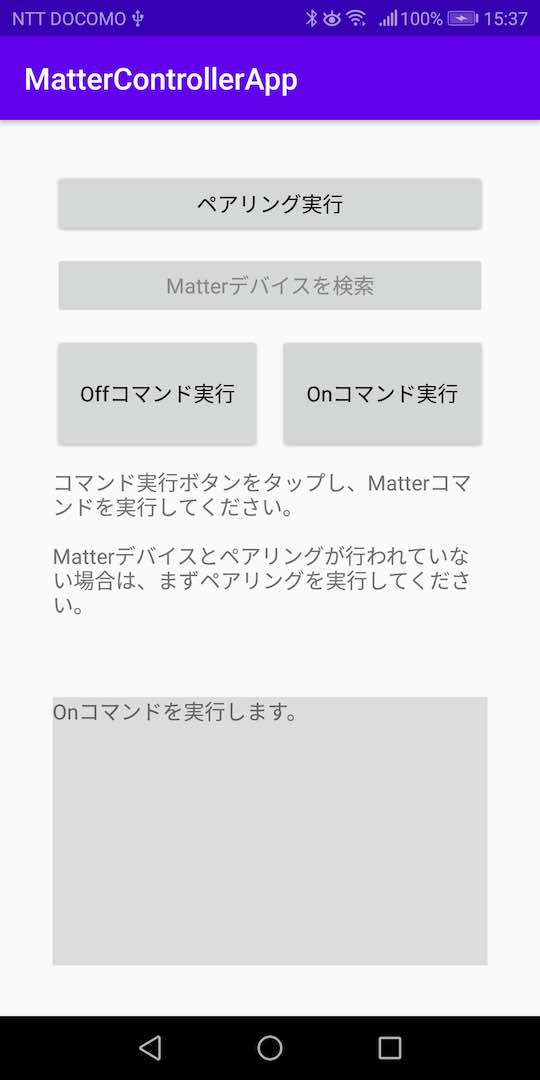 NTT DOCOMO 100% 15:37
MatterControllerApp
ペアリング実行
Matterデバイスを検索
Offコマンド実行 Onコマンド実行
コマンド実行ボタンをタップし、Matterコマ
ンドを実行してください。
Matterデバイスとペアリングが行われていな
い場合は、まずペアリングを実行してくださ
い。
Onコマンドを実行します。